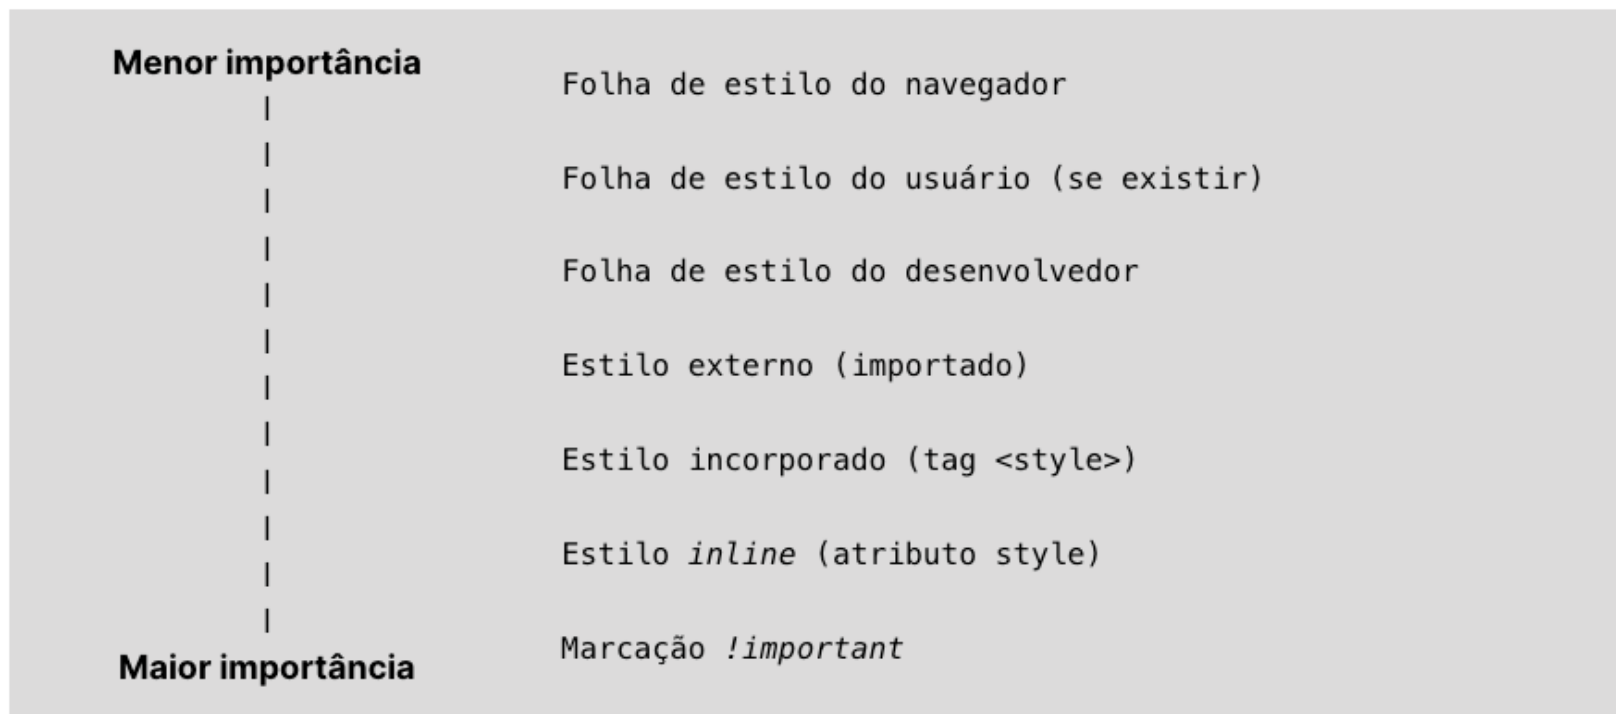 Menor importância
Folha de estilo do navegador
Folha de estilo do usuário (se existir)
Folha de estilo do desenvolvedor
Estilo externo (importado)
Estilo incorporado (tag <style>)
Estilo inline (atributo style)
Marcação !important
Maior importância